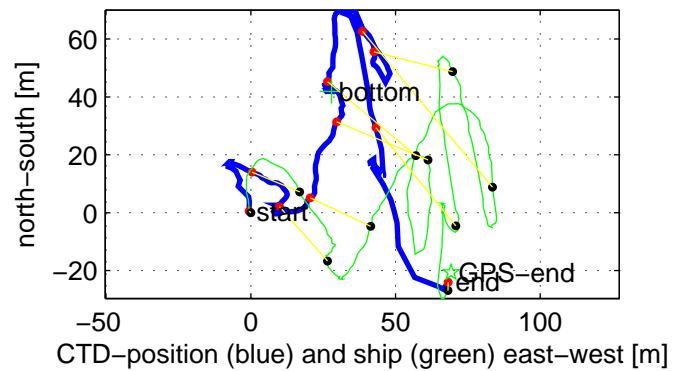 60
40
20
0
−20
north−south [m]
bottom
start
GPS−end
end
−50
0
50
100
CTD−position (blue) and ship (green) east−west [m]